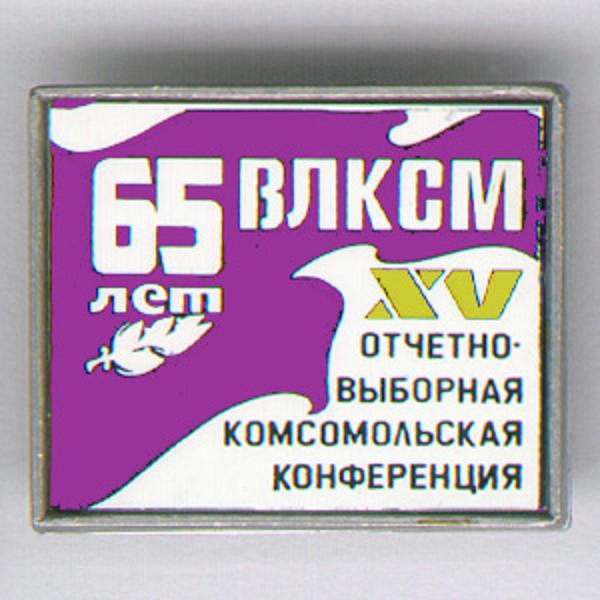 65 ВЛКСМ
лет
XV
ОТЧЕТНО-
ВЫБОРНАЯ
КОМСОМОЛЬСКАЯ
КОНФЕРЕНЦИЯ